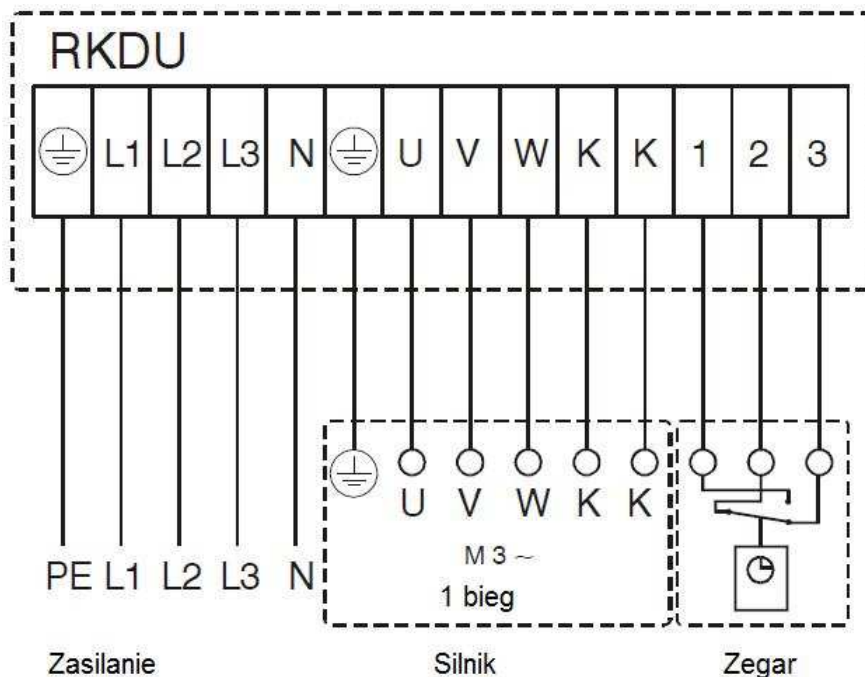 RKDU
L1 L2 L3 N U V W K K 1 2 3
U V W K K
M 3 ~
1 bieg
PE L1 L2 L3 N
Zasilanie Silnik Zegar